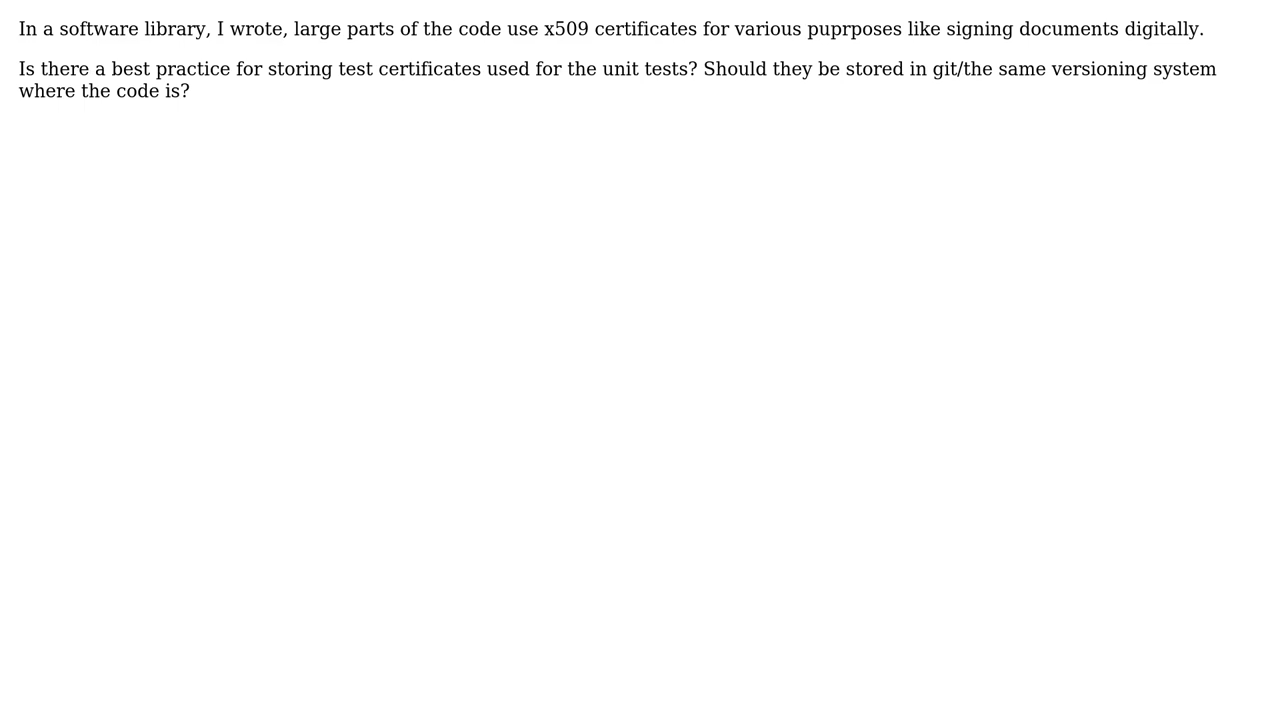 In a software library, I wrote, large parts of the code use x509 certificates for various puprposes like signing documents digitally.
Is there a best practice for storing test certificates used for the unit tests? Should they be stored in git/the same versioning system
where the code is?